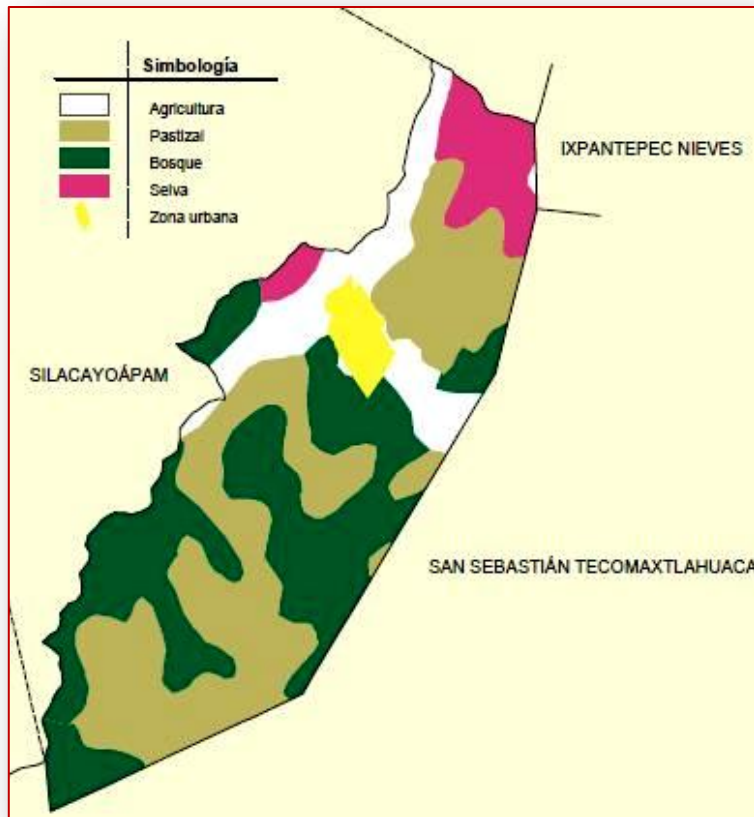 Simbología
Agricultura
Pastizal
Bosque
Selva
Zona urbana
IXPANTEPEC NIEVES
SILACAYOÁPAM
SAN SEBASTIÁN TECOMAXTLAHUACA